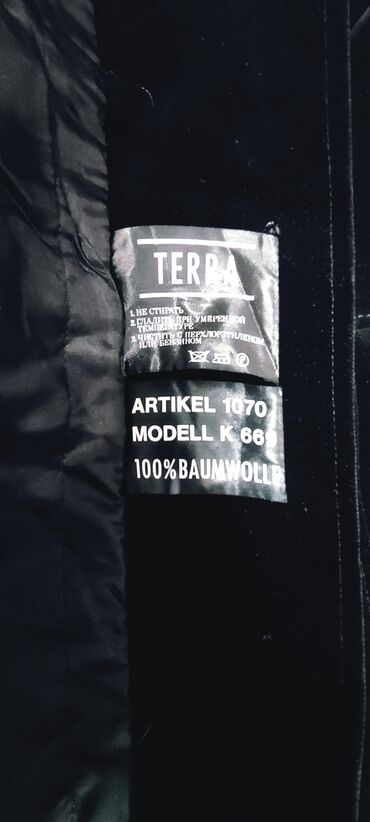 TERRA
1. НЕ СТИРАТЬ
2. ГЛАДИТЬ ПРИ УМЕРЕННОЙ
ТЕМПЕРАТУРЕ
3. ЧИСТИТЬ С ПЕРХЛОРЭТИЛЕНОМ
ИЛИ БЕНЗИНОМ
ARTIKEL 1070
MODELL K 669
100% BAUMWOLLE